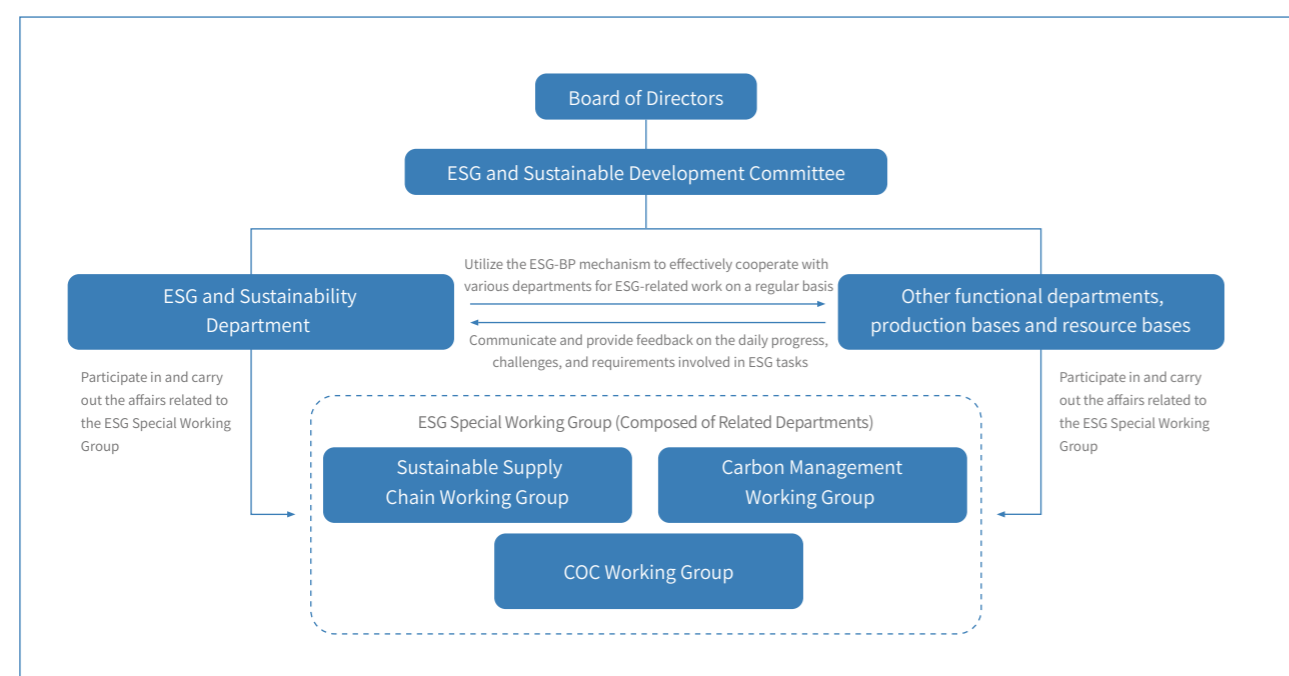 Board of Directors
ESG and Sustainable Development Committee
ESG and Sustainability
Department
Utilize the ESG-BP mechanism to effectively cooperate with
various departments for ESG-related work on a regular basis
Communicate and provide feedback on the daily progress,
challenges, and requirements involved in ESG tasks
Other functional departments,
production bases and resource bases
Participate in and carry
out the affairs related to
the ESG Special Working
Group
Participate in and carry
out the affairs related to
the ESG Special Working
Group
ESG Special Working Group (Composed of Related Departments)
Sustainable Supply
Chain Working Group
Carbon Management
Working Group
COC Working Group